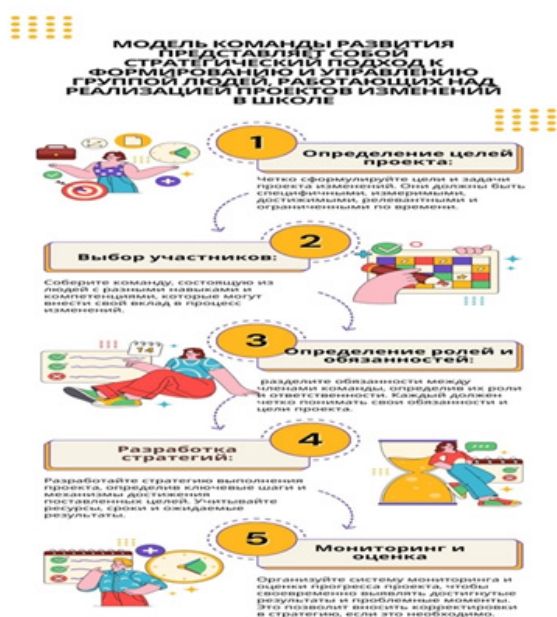 МОДЕЛЬ КОМАНДЫ РАЗВИТИЯ
ПРЕДСТАВЛЯЕТ СОБОЙ
СТРАТЕГИЧЕСКИЙ ПОДХОД К
ФОРМИРОВАНИЮ И УПРАВЛЕНИЮ
ГРУППОЙ ЛЮДЕЙ, РАБОТАЮЩИХ НАД
РЕАЛИЗАЦИЕЙ ПРОЕКТОВ ИЗМЕНЕНИЙ
В ШКОЛЕ
1
Определение целей
проекта:
Четко сформулируйте цели и задачи
проекта изменений. Они должны быть
специфичными, измеримыми,
достижимыми, релевантными и
ограниченными по времени.
2
Выбор участников:
Соберите команду, состоящую из
людей с разными навыками и
компетенциями, которые могут
внести свой вклад в процесс
изменений.
3
Определение ролей и
обязанностей:
разделите обязанности между
членами команды, определив их роли
и ответственности. Каждый должен
четко понимать свои обязанности и
цели проекта.
4
Разработка
стратегий:
Разработайте стратегию выполнения
проекта, определив ключевые шаги и
механизмы достижения
поставленных целей. Учитывайте
ресурсы, сроки и ожидаемые
результаты.
5
Мониторинг и
оценка
Организуйте систему мониторинга и
оценки прогресса проекта, чтобы
своевременно выявлять достигнутые
результаты и проблемные моменты.
Это позволит вносить корректировки
в стратегию, если это необходимо.